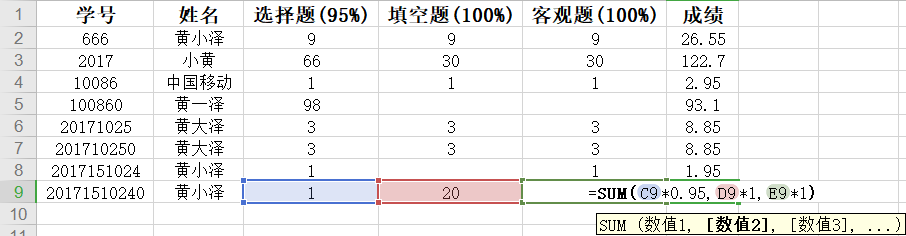 1 学号 姓名 选择题(95%) 填空题(100%) 客观题(100%) 成绩
2 666 黄小泽 9 9 9 26.55
3 2017 小黄 66 30 30 122.7
4 10086 中国移动 1 1 1 2.95
5 100860 黄一泽 98 93.1
6 20171025 黄大泽 3 3 3 8.85
7 201710250 黄大泽 3 3 3 8.85
8 2017151024 黄小泽 1 1 1.95
9 20171510240 黄小泽 1 20 =SUM(C9*0.95,D9*1,E9*1)
10 SUM (数值1, [数值2], [数值3], ...)
11